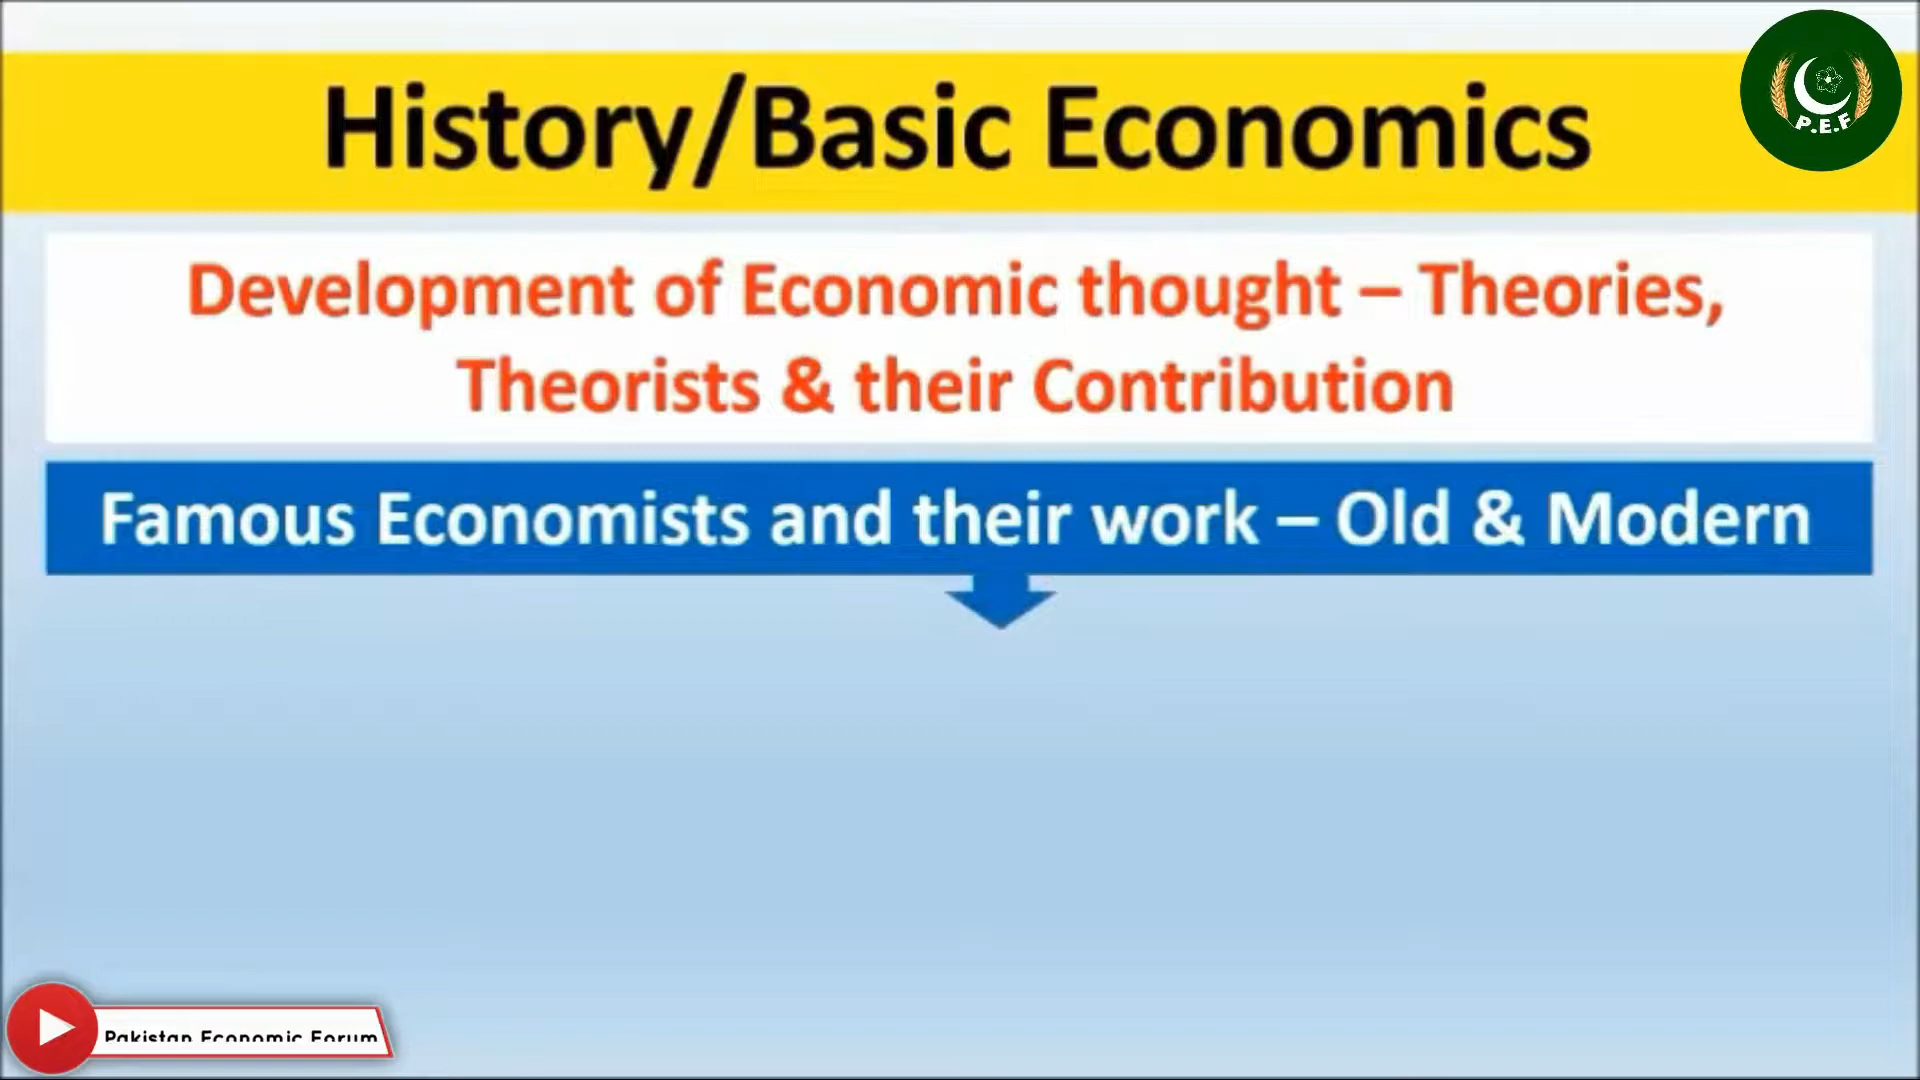 History/Basic Economics
P.E.F
Development of Economic thought – Theories,
Theorists & their Contribution
Famous Economists and their work – Old & Modern
Pakistan Economic Forum